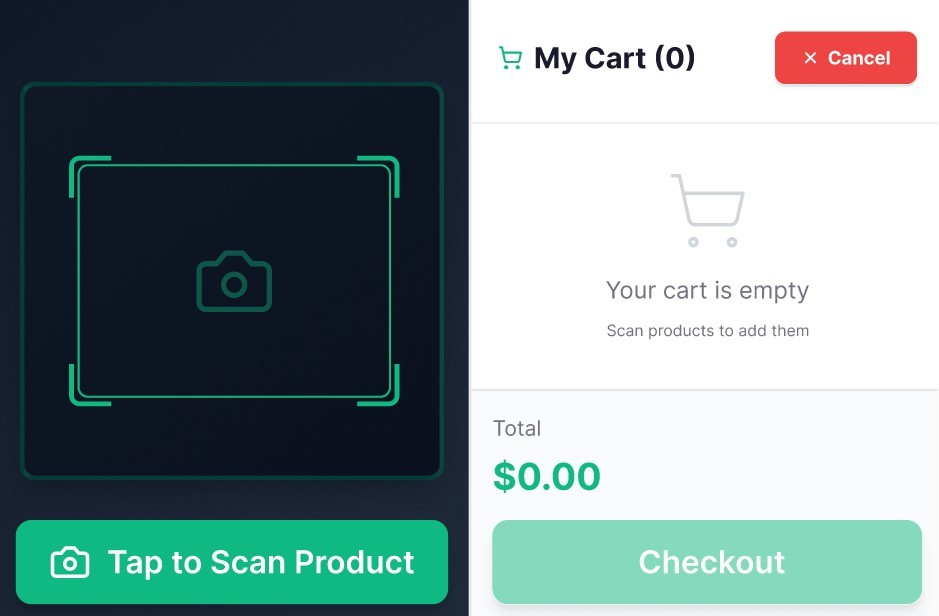 My Cart (0)
Cancel
Your cart is empty
Scan products to add them
Total
$0.00
Tap to Scan Product
Checkout